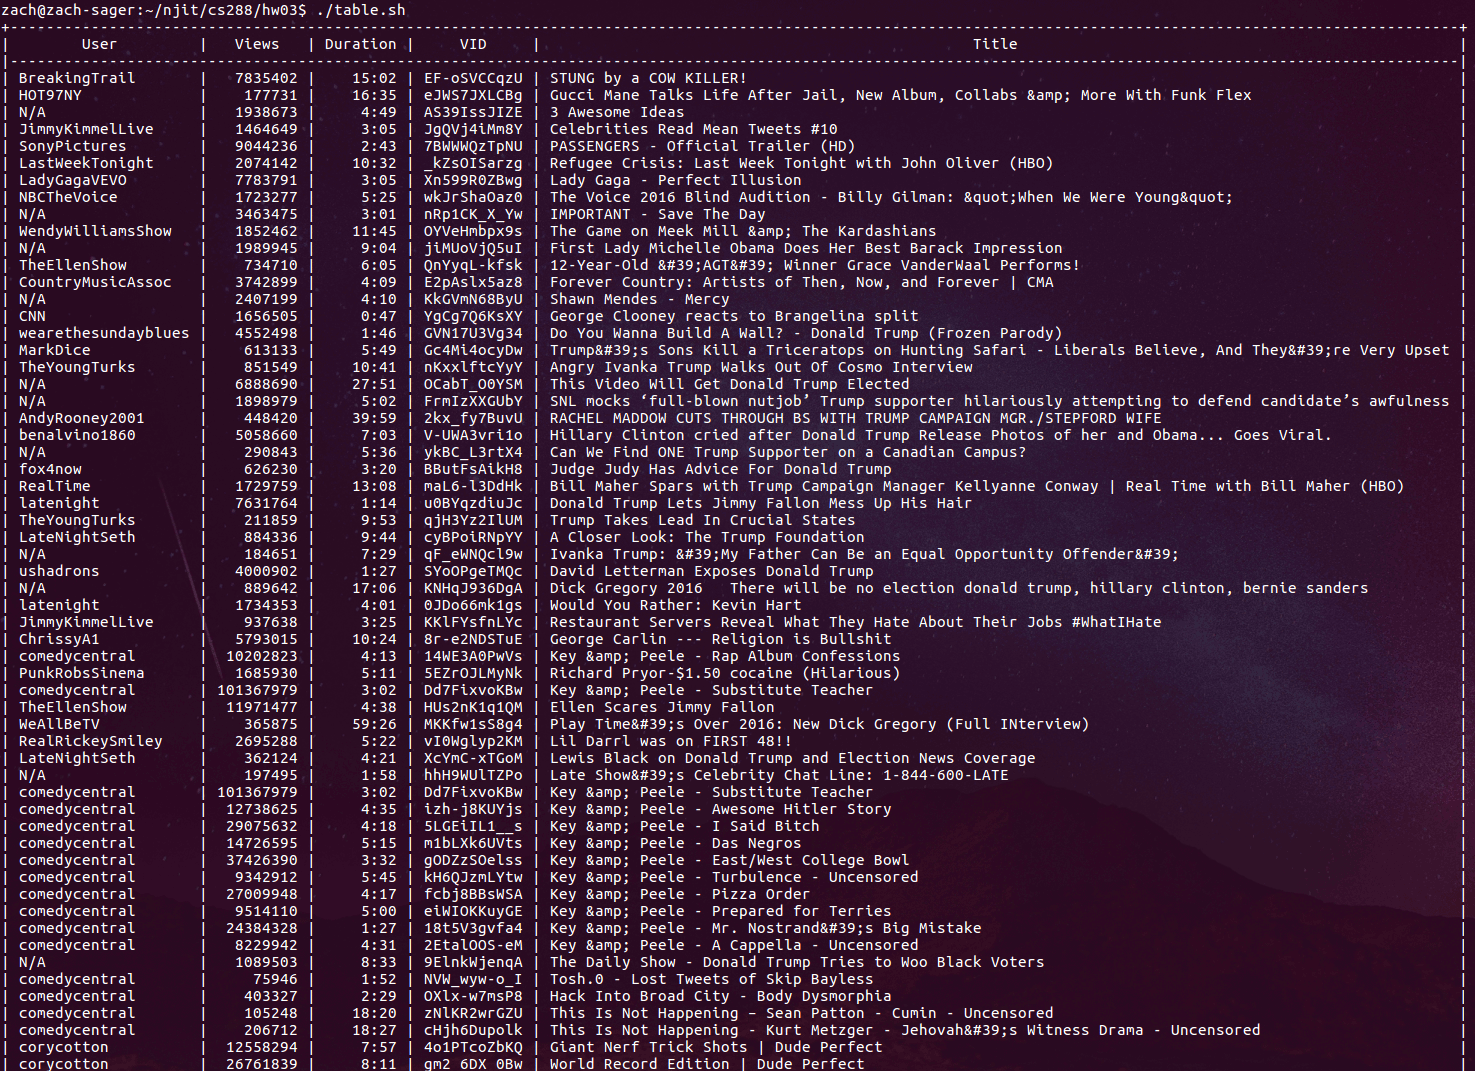 zach@zach-sager:~/njit/cs288/hw03$ ./table.sh
| User | Views | Duration | VID | Title |
| BreakingTrail | 7835402 | 15:02 | EF-oSVCCqzU | STUNG by a COW KILLER!
| HOT97NY | 177731 | 16:35 | eJWS7JXLCBg | Gucci Mane Talks Life After Jail, New Album, Collabs &amp; More With Funk Flex |
| N/A | 1938673 | 4:49 | AS39IssJIZE | 3 Awesome Ideas |
| JimmyKimmelLive | 1464649 | 3:05 | JgQVj4iMm8Y | Celebrities Read Mean Tweets #10 |
| SonyPictures | 9044236 | 2:43 | 7BWWWQzTpNU | PASSENGERS - Official Trailer (HD) |
| LastWeekTonight | 2074142 | 10:32 | _kZsOISarzg | Refugee Crisis: Last Week Tonight with John Oliver (HBO) |
| LadyGagaVEVO | 7783791 | 3:05 | Xn599R0ZBwg | Lady Gaga - Perfect Illusion |
| NBCTheVoice | 1723277 | 5:25 | wkJrShaOaz0 | The Voice 2016 Blind Audition - Billy Gilman: &quot;When We Were Young&quot; |
| N/A | 3463475 | 3:01 | nRp1CK_X_Yw | IMPORTANT - Save The Day |
| WendyWilliamsShow | 1852462 | 11:45 | OYVeHmbpx9s | The Game on Meek Mill &amp; The Kardashians |
| N/A | 1989945 | 9:04 | jiMUoVjQ5uI | First Lady Michelle Obama Does Her Best Barack Impression |
| TheEllenShow | 734710 | 6:05 | QnYyqL-kfsk | 12-Year-Old &#39;AGT&#39; Winner Grace VanderWaal Performs! |
| CountryMusicAssoc | 3742899 | 4:09 | E2pAslx5az8 | Forever Country: Artists of Then, Now, and Forever | CMA |
| N/A | 2407199 | 4:10 | KkGVmN68ByU | Shawn Mendes - Mercy |
| CNN | 1656505 | 0:47 | YgCg7Q6KsXY | George Clooney reacts to Brangelina split |
| wearethesundayblues | 4552498 | 1:46 | GVN17U3Vg34 | Do You Wanna Build A Wall? - Donald Trump (Frozen Parody) |
| MarkDice | 613133 | 5:49 | Gc4Mi4ocyDw | Trump&#39;s Sons Kill a Triceratops on Hunting Safari - Liberals Believe, And They&#39;re Very Upset |
| TheYoungTurks | 851549 | 10:41 | nKxxlftcYyY | Angry Ivanka Trump Walks Out Of Cosmo Interview |
| N/A | 6888690 | 27:51 | OCabT_O0YSM | This Video Will Get Donald Trump Elected |
| N/A | 1898979 | 5:02 | FrmIzXXGUbY | SNL mocks ‘full-blown nutjob’ Trump supporter hilariously attempting to defend candidate’s awfulness |
| AndyRooney2001 | 448420 | 39:59 | 2kx_fy7BuvU | RACHEL MADDOW CUTS THROUGH BS WITH TRUMP CAMPAIGN MGR./STEPFORD WIFE |
| benalvino1860 | 5058660 | 7:03 | V-UWA3vri1o | Hillary Clinton cried after Donald Trump Release Photos of her and Obama... Goes Viral. |
| N/A | 290843 | 5:36 | ykBC_L3rtX4 | Can We Find ONE Trump Supporter on a Canadian Campus? |
| fox4now | 626230 | 3:20 | BButFsAikH8 | Judge Judy Has Advice For Donald Trump |
| RealTime | 1729759 | 13:08 | maL6-l3DdHk | Bill Maher Spars with Trump Campaign Manager Kellyanne Conway | Real Time with Bill Maher (HBO) |
| latenight | 7631764 | 1:14 | u0BYqzdiuJc | Donald Trump Lets Jimmy Fallon Mess Up His Hair |
| TheYoungTurks | 211859 | 9:53 | qjH3Yz2IlUM | Trump Takes Lead In Crucial States |
| LateNightSeth | 884336 | 9:44 | cyBPoiRNpYY | A Closer Look: The Trump Foundation |
| N/A | 184651 | 7:29 | qF_eWNQcl9w | Ivanka Trump: &#39;My Father Can Be an Equal Opportunity Offender&#39; |
| ushadrons | 4000902 | 1:27 | SYoOPgeTMQc | David Letterman Exposes Donald Trump |
| N/A | 889642 | 17:06 | KNHqJ936DgA | Dick Gregory 2016   There will be no election donald trump, hillary clinton, bernie sanders |
| latenight | 1734353 | 4:01 | 0JDo66mk1gs | Would You Rather: Kevin Hart |
| JimmyKimmelLive | 937638 | 3:25 | KKlFYsfnLYc | Restaurant Servers Reveal What They Hate About Their Jobs #WhatIHate |
| ChrissyA1 | 5793015 | 10:24 | 8r-e2NDSTuE | George Carlin --- Religion is Bullshit |
| comedycentral | 10202823 | 4:13 | 14WE3A0PwVs | Key &amp; Peele - Rap Album Confessions |
| PunkRobsSinema | 1685930 | 5:11 | 5EZrOJLMyNk | Richard Pryor-$1.50 cocaine (Hilarious) |
| comedycentral | 101367979 | 3:02 | Dd7FixvoKBw | Key &amp; Peele - Substitute Teacher |
| TheEllenShow | 11971477 | 4:38 | HUs2nK1q1QM | Ellen Scares Jimmy Fallon |
| WeAllBeTV | 365875 | 59:26 | MKKfw1sS8g4 | Play Time&#39;s Over 2016: New Dick Gregory (Full INterview) |
| RealRickeySmiley | 2695288 | 5:22 | vI0Wglyp2KM | Lil Darrl was on FIRST 48!! |
| LateNightSeth | 362124 | 4:21 | XcYmC-xTGoM | Lewis Black on Donald Trump and Election News Coverage |
| N/A | 197495 | 1:58 | hhH9WUlTZPo | Late Show&#39;s Celebrity Chat Line: 1-844-600-LATE |
| comedycentral | 101367979 | 3:02 | Dd7FixvoKBw | Key &amp; Peele - Substitute Teacher |
| comedycentral | 12738625 | 4:35 | izh-j8KUYjs | Key &amp; Peele - Awesome Hitler Story |
| comedycentral | 29075632 | 4:18 | 5LGEiIL1__s | Key &amp; Peele - I Said Bitch |
| comedycentral | 14726595 | 5:15 | m1bLXk6UVts | Key &amp; Peele - Das Negros |
| comedycentral | 37426390 | 3:32 | gODZzSOelss | Key &amp; Peele - East/West College Bowl |
| comedycentral | 9342912 | 5:45 | kH6QJzmLYtw | Key &amp; Peele - Turbulence - Uncensored |
| comedycentral | 27009948 | 4:17 | fcbj8BBsWSA | Key &amp; Peele - Pizza Order |
| comedycentral | 9514110 | 5:00 | eiWIOKKuyGE | Key &amp; Peele - Prepared for Terries |
| comedycentral | 24384328 | 1:27 | 18t5V3gvfa4 | Key &amp; Peele - Mr. Nostrand&#39;s Big Mistake |
| comedycentral | 8229942 | 4:31 | 2EtalOOS-eM | Key &amp; Peele - A Cappella - Uncensored |
| N/A | 1089503 | 8:33 | 9ElnkWjenqA | The Daily Show - Donald Trump Tries to Woo Black Voters |
| comedycentral | 75946 | 1:52 | NVW_wyw-o_I | Tosh.0 - Lost Tweets of Skip Bayless |
| comedycentral | 403327 | 2:29 | OXlx-w7msP8 | Hack Into Broad City - Body Dysmorphia |
| comedycentral | 105248 | 18:20 | zNlKR2wrGZU | This Is Not Happening – Sean Patton - Cumin - Uncensored |
| comedycentral | 206712 | 18:27 | cHjh6Dupolk | This Is Not Happening - Kurt Metzger - Jehovah&#39;s Witness Drama - Uncensored |
| corycotton | 12558294 | 7:57 | 4o1PTcoZbKQ | Giant Nerf Trick Shots | Dude Perfect |
| corycotton | 26761839 | 8:11 | gm2_6DX_0Bw | World Record Edition | Dude Perfect |